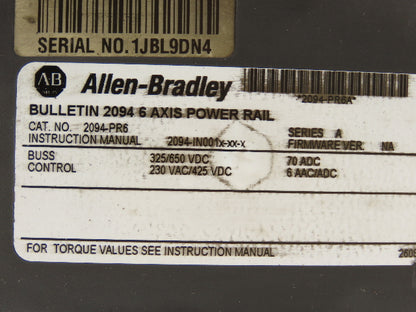 SERIAL NO.1JBL9DN4
AB Allen-Bradley
*2094-PR6A*
BULLETIN 2094 6 AXIS POWER RAIL
CAT. NO. 2094-PR6 SERIES A
INSTRUCTION MANUAL 2094-IN001X-XX-X FIRMWARE VER. NA
BUSS 325/650 VDC 70 ADC
CONTROL 230 VAC/425 VDC 6 AAC/ADC
FOR TORQUE VALUES SEE INSTRUCTION MANUAL